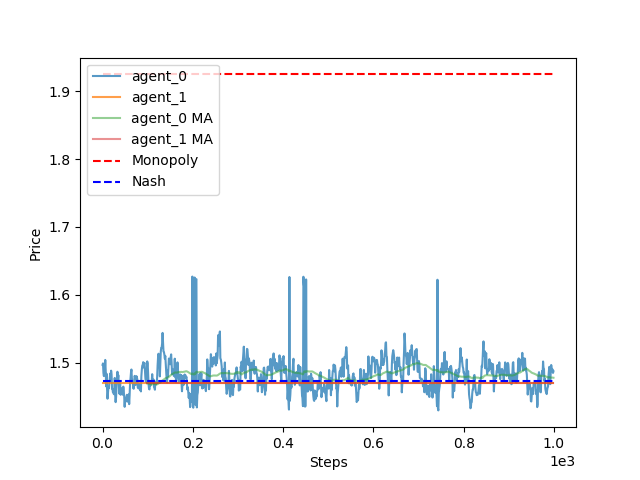 agent_0
agent_1
agent_0 MA
agent_1 MA
Monopoly
Nash
1.9
1.8
1.7
1.6
1.5
Price
0.0 0.2 0.4 0.6 0.8 1.0
Steps
1e3